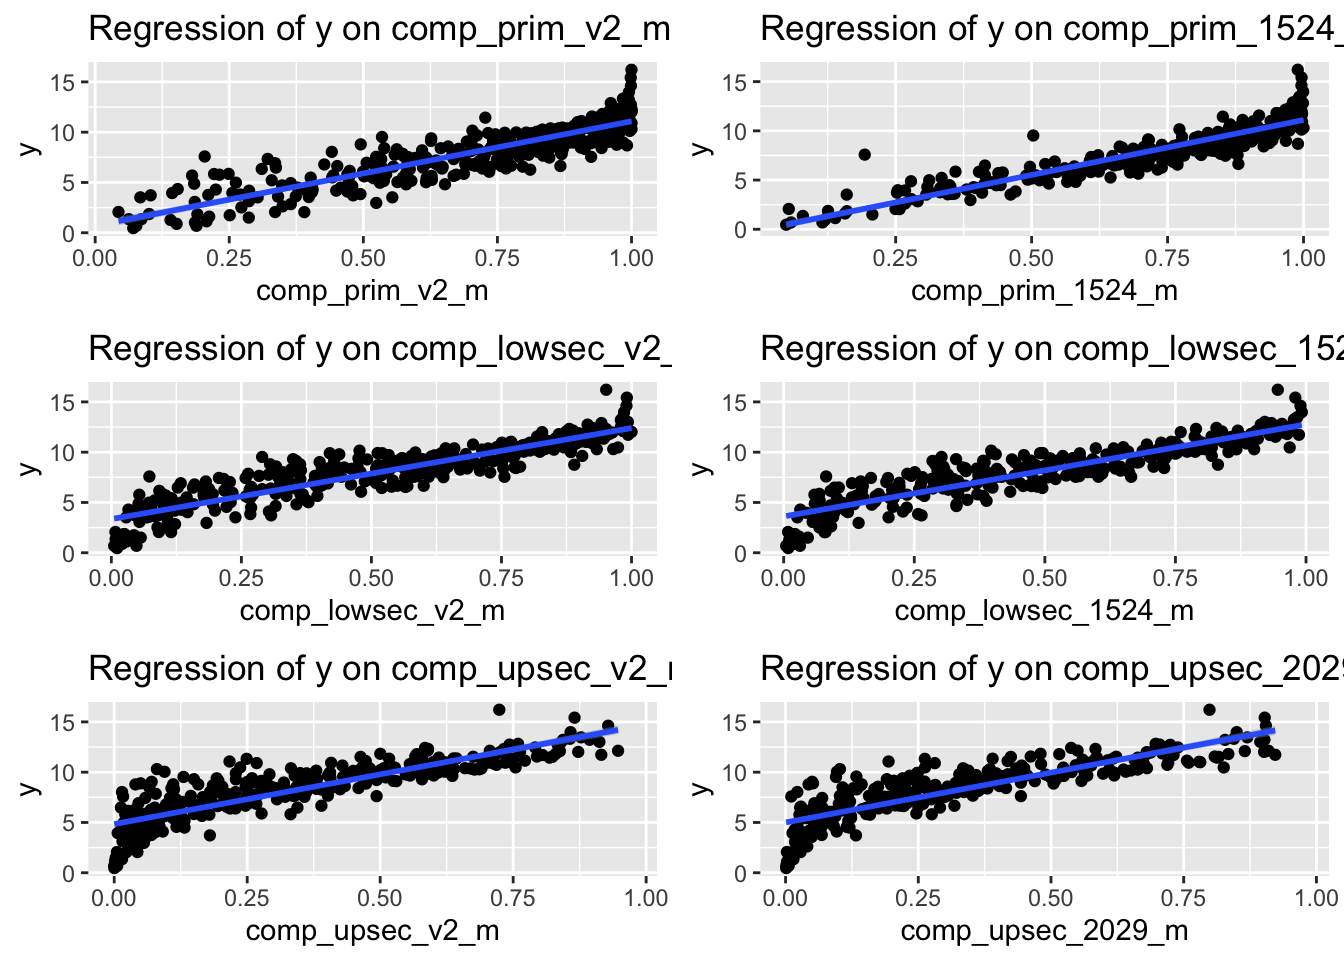 Regression of y on comp_prim_v2_m
15
10
5
0
y
0.00 0.25 0.50 0.75 1.00
comp_prim_v2_m
Regression of y on comp_prim_1524_
15
10
5
0
y
0.25 0.50 0.75 1.00
comp_prim_1524_m
Regression of y on comp_lowsec_v2_
15
10
5
0
y
0.00 0.25 0.50 0.75 1.00
comp_lowsec_v2_m
Regression of y on comp_lowsec_152
15
10
5
0
y
0.00 0.25 0.50 0.75 1.00
comp_lowsec_1524_m
Regression of y on comp_upsec_v2_
15
10
5
0
y
0.00 0.25 0.50 0.75 1.00
comp_upsec_v2_m
Regression of y on comp_upsec_2029
15
10
5
0
y
0.00 0.25 0.50 0.75 1.00
comp_upsec_2029_m